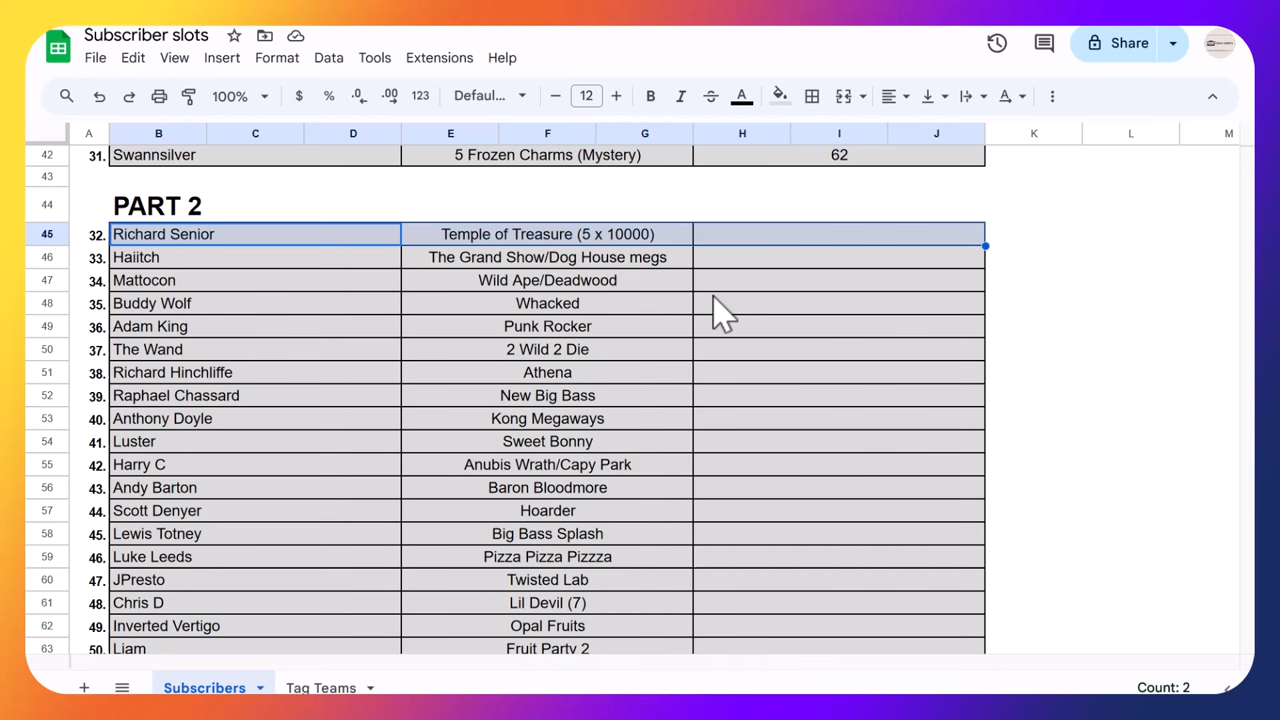 Subscriber slots
File Edit View Insert Format Data Tools Extensions Help
Share
100% $ % .0 .00 123 Defaul... − 12 + B I S A
A B C D E F G H I J K L M
42 31. Swannsilver 5 Frozen Charms (Mystery) 62
43
44 PART 2
45 32. Richard Senior Temple of Treasure (5 x 10000)
46 33. Haiitch The Grand Show/Dog House megs
47 34. Mattocon Wild Ape/Deadwood
48 35. Buddy Wolf Whacked
49 36. Adam King Punk Rocker
50 37. The Wand 2 Wild 2 Die
51 38. Richard Hinchliffe Athena
52 39. Raphael Chassard New Big Bass
53 40. Anthony Doyle Kong Megaways
54 41. Luster Sweet Bonny
55 42. Harry C Anubis Wrath/Capy Park
56 43. Andy Barton Baron Bloodmore
57 44. Scott Denyer Hoarder
58 45. Lewis Totney Big Bass Splash
59 46. Luke Leeds Pizza Pizza Pizzza
60 47. JPresto Twisted Lab
61 48. Chris D Lil Devil (7)
62 49. Inverted Vertigo Opal Fruits
63 50. Liam Fruit Party 2
Subscribers Tag Teams Count: 2